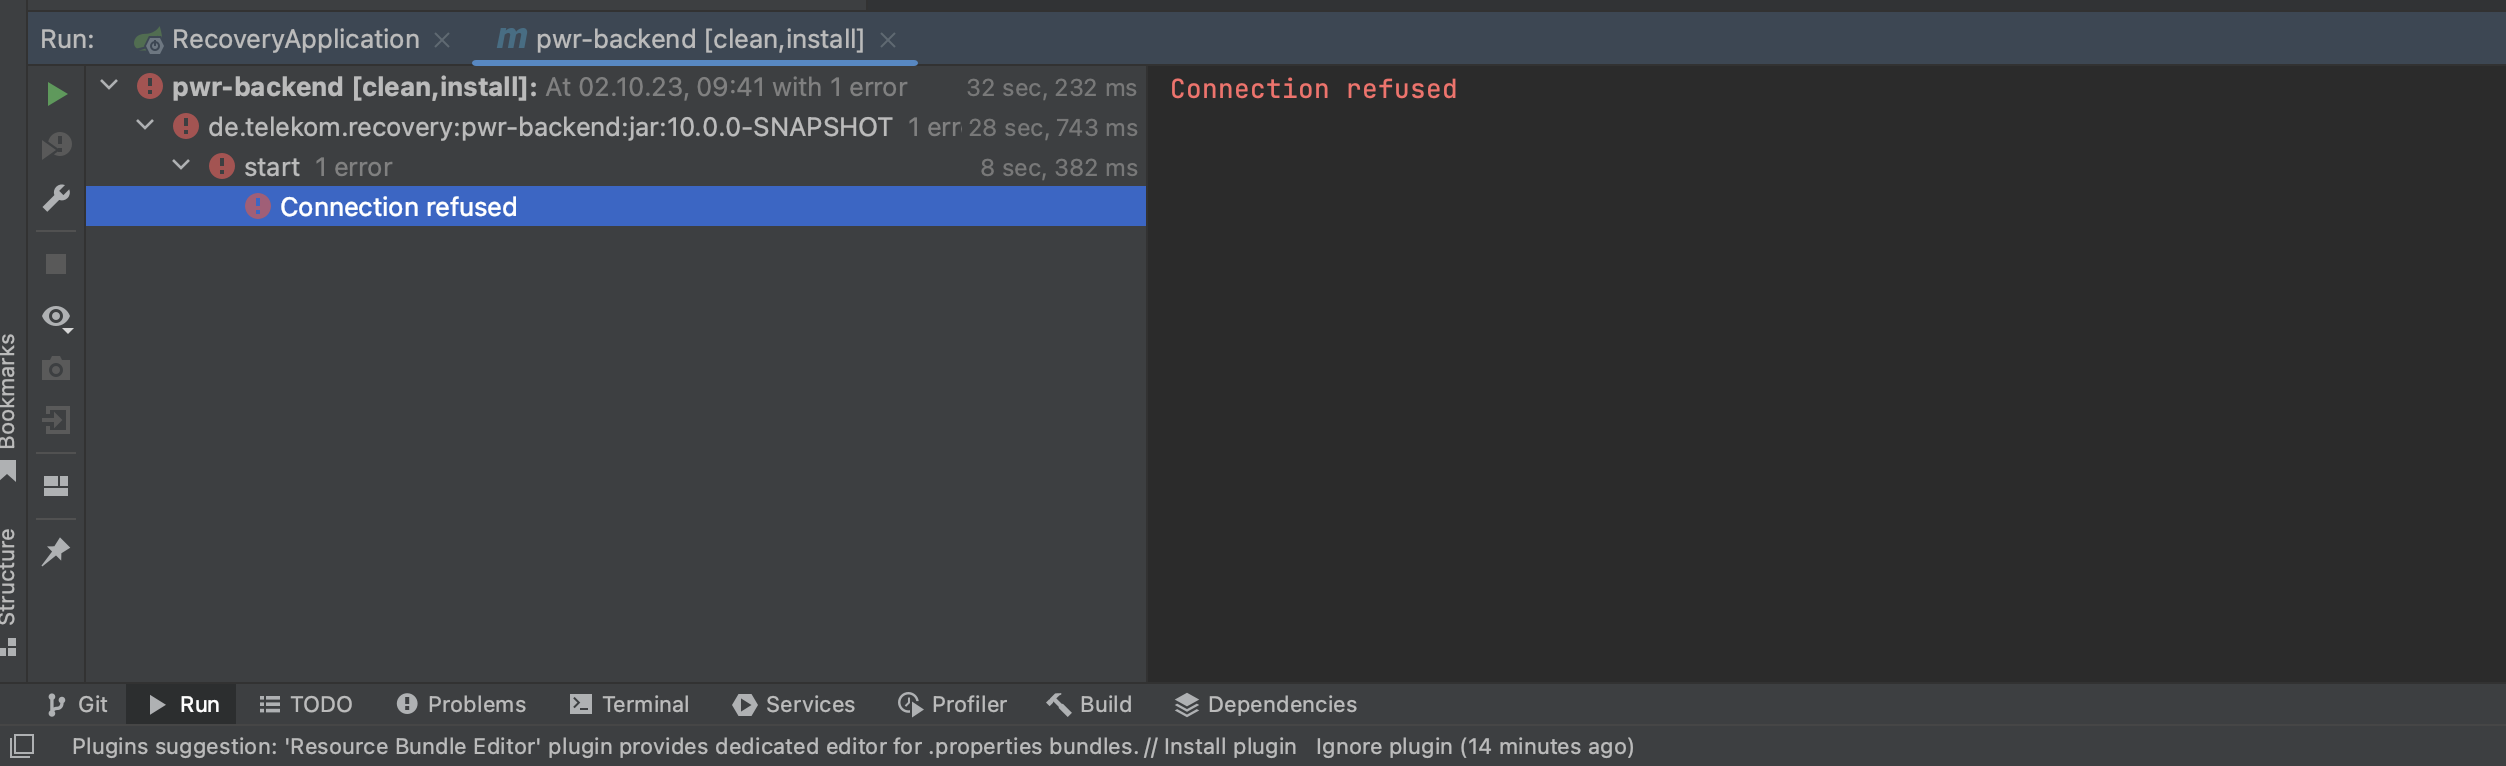 Run: RecoveryApplication pwr-backend [clean,install]
pwr-backend [clean,install]: At 02.10.23, 09:41 with 1 error 32 sec, 232 ms
Connection refused
de.telekom.recovery:pwr-backend:jar:10.0.0-SNAPSHOT 1 err 28 sec, 743 ms
start 1 error 8 sec, 382 ms
Connection refused
Bookmarks
Structure
Git Run TODO Problems Terminal Services Profiler Build Dependencies
Plugins suggestion: 'Resource Bundle Editor' plugin provides dedicated editor for .properties bundles. // Install plugin Ignore plugin (14 minutes ago)